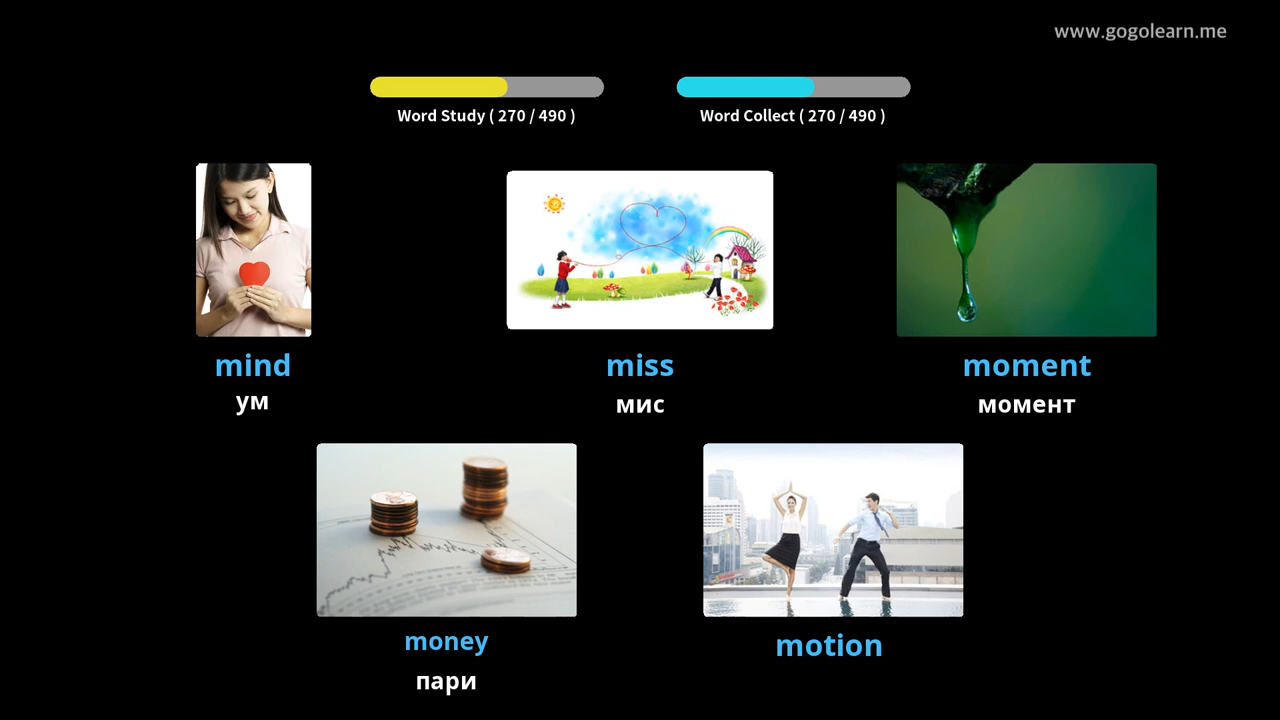 www.gogolearn.me
Word Study ( 270 / 490 )
Word Collect ( 270 / 490 )
mind
ум
miss
мис
moment
момент
money
пари
motion